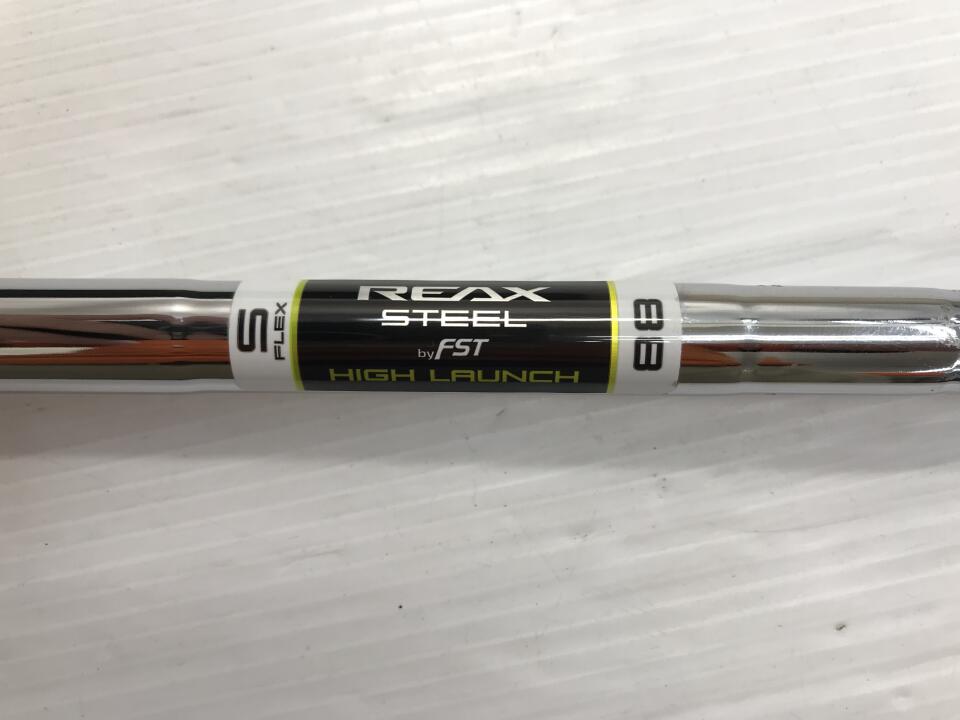 S
FLEX
REAX
STEEL
by FST
HIGH LAUNCH
88